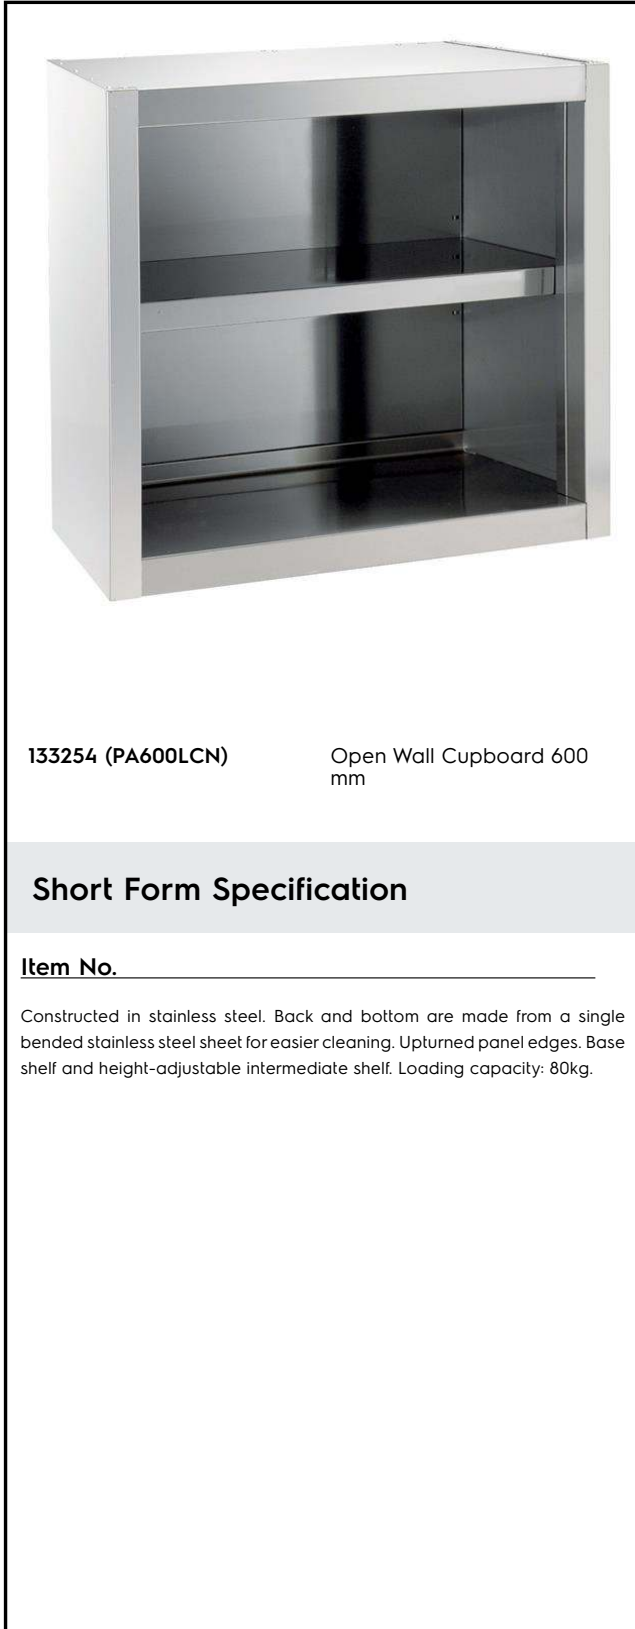 133254 (PA600LCN)
Open Wall Cupboard 600
mm
Short Form Specification
Item No.
Constructed in stainless steel. Back and bottom are made from a single
bended stainless steel sheet for easier cleaning. Upturned panel edges. Base
shelf and height-adjustable intermediate shelf. Loading capacity: 80kg.